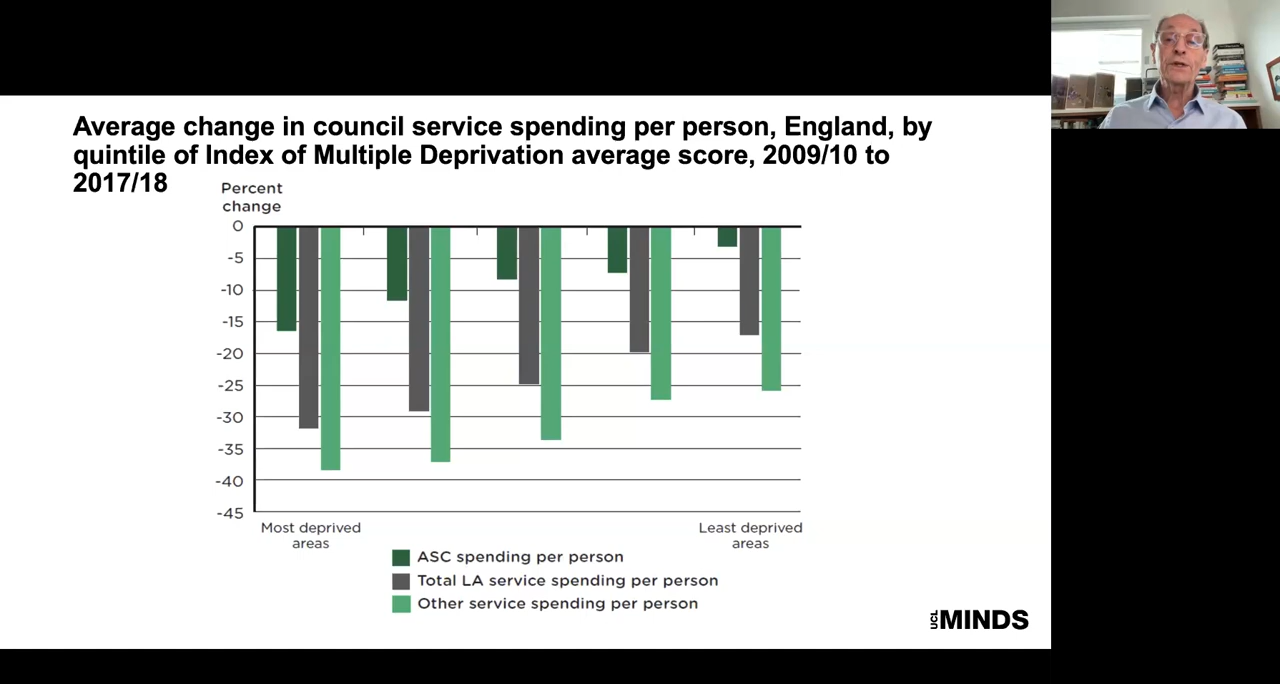 Average change in council service spending per person, England, by
quintile of Index of Multiple Deprivation average score, 2009/10 to
2017/18
Percent
change
0
-5
-10
-15
-20
-25
-30
-35
-40
-45
Most deprived
areas
Least deprived
areas
ASC spending per person
Total LA service spending per person
Other service spending per person
UCL MINDS